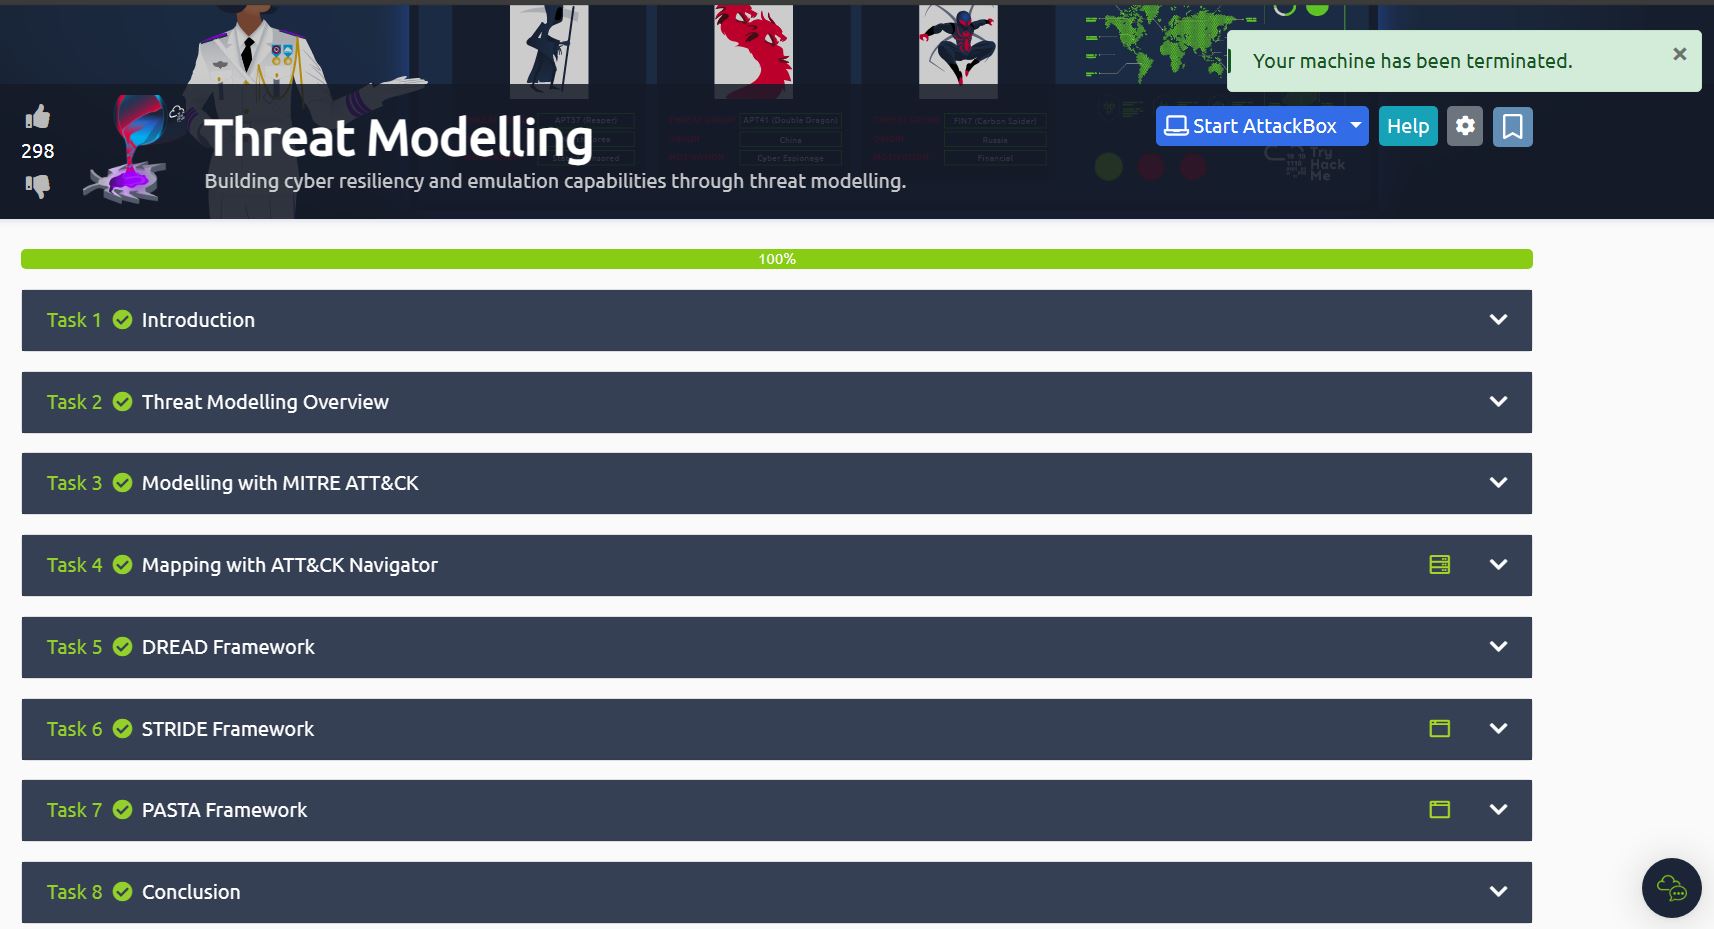 Your machine has been terminated.
×
APT37 (Reaper)
APT41 (Double Dragon)
FIN7 (Carbon Spider)
China
Russia
Cyber Espionage
Financial
298
Threat Modelling
Building cyber resiliency and emulation capabilities through threat modelling.
Start AttackBox
Help
Try
Hack
Me
100%
Task 1 Introduction
Task 2 Threat Modelling Overview
Task 3 Modelling with MITRE ATT&CK
Task 4 Mapping with ATT&CK Navigator
Task 5 DREAD Framework
Task 6 STRIDE Framework
Task 7 PASTA Framework
Task 8 Conclusion